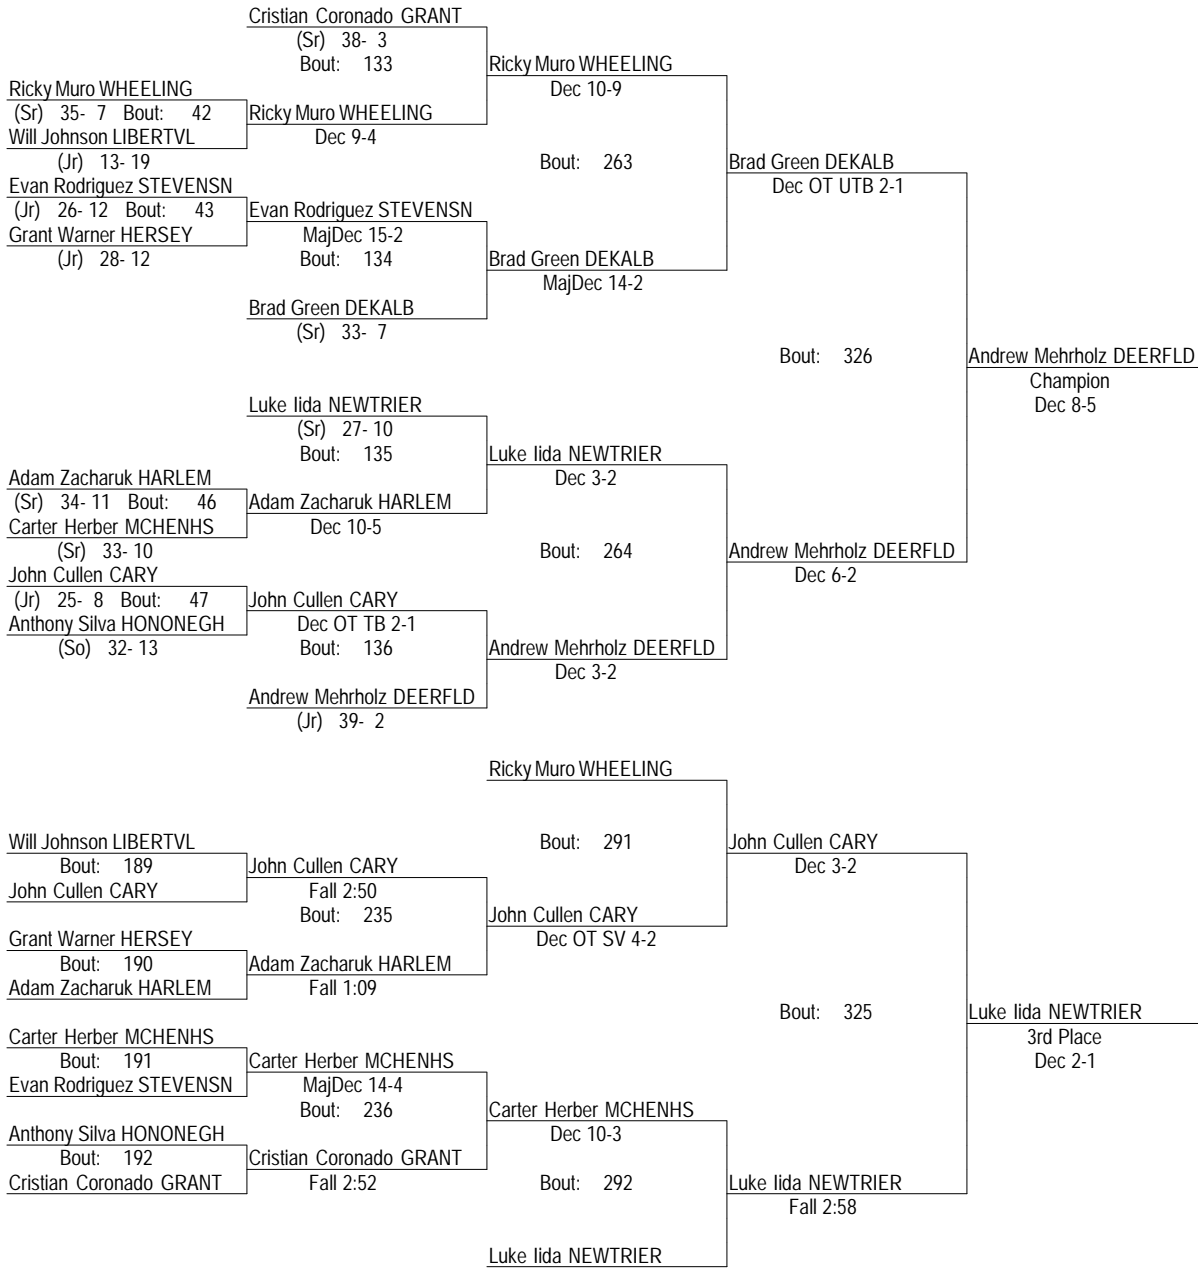 Cristian Coronado GRANT
(Sr) 38- 3
Bout: 133
Ricky Muro WHEELING
Dec 10-9
Ricky Muro WHEELING
(Sr) 35- 7 Bout: 42
Ricky Muro WHEELING
Will Johnson LIBERTVL
Dec 9-4
(Jr) 13- 19
Bout: 263
Brad Green DEKALB
Dec OT UTB 2-1
Evan Rodriguez STEVENSN
(Jr) 26- 12 Bout: 43
Evan Rodriguez STEVENSN
Grant Warner HERSEY
MajDec 15-2
(Jr) 28- 12
Bout: 134
Brad Green DEKALB
MajDec 14-2
Brad Green DEKALB
(Sr) 33- 7
Bout: 326
Andrew Mehrholz DEERFLD
Champion
Dec 8-5
Luke Iida NEWTRIER
(Sr) 27- 10
Bout: 135
Luke Iida NEWTRIER
Dec 3-2
Adam Zacharuk HARLEM
(Sr) 34- 11 Bout: 46
Adam Zacharuk HARLEM
Carter Herber MCHENHS
Dec 10-5
(Sr) 33- 10
Bout: 264
Andrew Mehrholz DEERFLD
Dec 6-2
John Cullen CARY
(Jr) 25- 8 Bout: 47
John Cullen CARY
Anthony Silva HONONEGH
Dec OT TB 2-1
(So) 32- 13
Bout: 136
Andrew Mehrholz DEERFLD
Dec 3-2
Andrew Mehrholz DEERFLD
(Jr) 39- 2
Ricky Muro WHEELING
Will Johnson LIBERTVL
Bout: 291
John Cullen CARY
Dec 3-2
Bout: 189
John Cullen CARY
John Cullen CARY
Fall 2:50
Bout: 235
John Cullen CARY
Dec OT SV 4-2
Grant Warner HERSEY
Bout: 190
Adam Zacharuk HARLEM
Adam Zacharuk HARLEM
Fall 1:09
Bout: 325
Luke Iida NEWTRIER
3rd Place
Dec 2-1
Carter Herber MCHENHS
Bout: 191
Carter Herber MCHENHS
Evan Rodriguez STEVENSN
MajDec 14-4
Bout: 236
Carter Herber MCHENHS
Dec 10-3
Anthony Silva HONONEGH
Bout: 192
Cristian Coronado GRANT
Cristian Coronado GRANT
Fall 2:52
Bout: 292
Luke Iida NEWTRIER
Fall 2:58
Luke Iida NEWTRIER